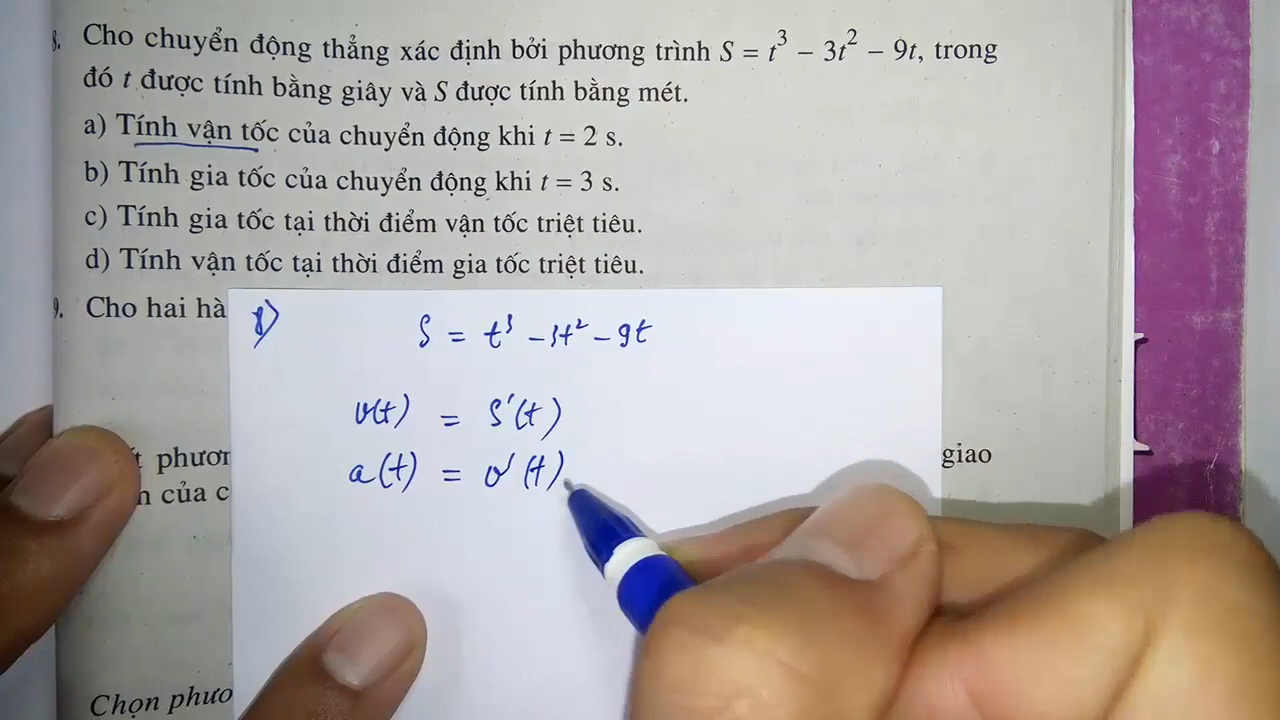 8. Cho chuyển động thẳng xác định bởi phương trình S = t³ − 3t² − 9t, trong
đó t được tính bằng giây và S được tính bằng mét.
a) Tính vận tốc của chuyển động khi t = 2 s.
b) Tính gia tốc của chuyển động khi t = 3 s.
c) Tính gia tốc tại thời điểm vận tốc triệt tiêu.
d) Tính vận tốc tại thời điểm gia tốc triệt tiêu.
9. Cho hai hà
8) S = t³ − 3t² − 9t
v(t) = S'(t)
a(t) = v'(t)
phươn giao
của c
Chọn phươ